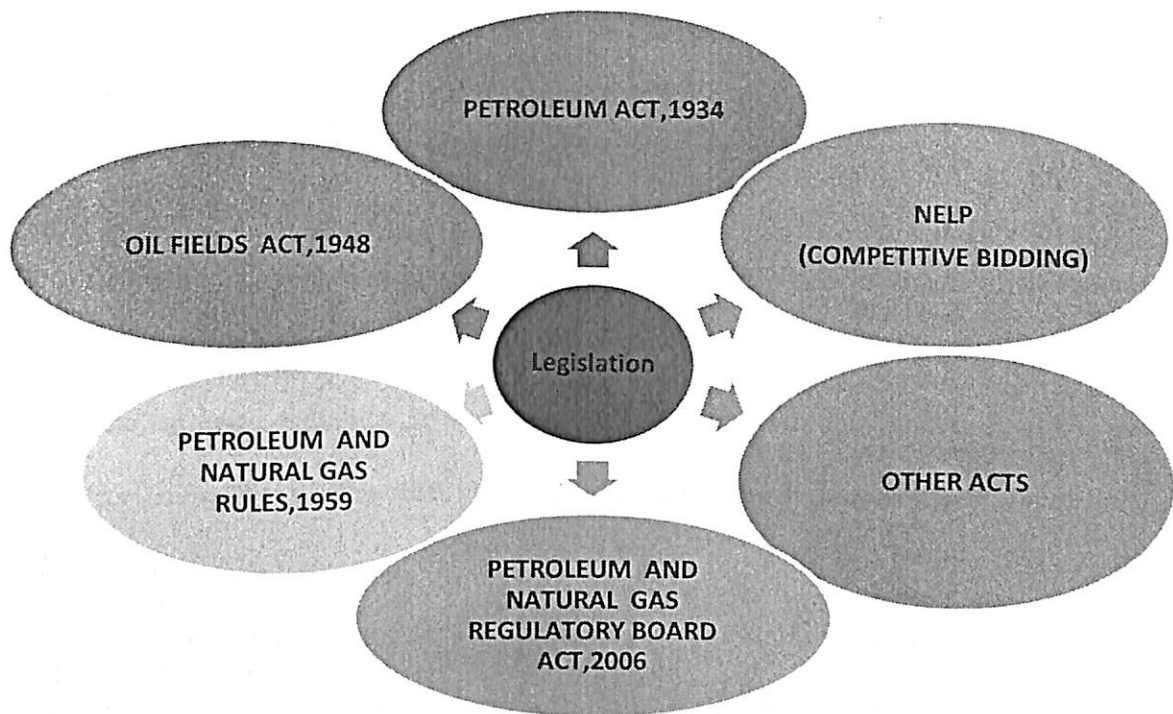 PETROLEUM ACT,1934
NELP
(COMPETITIVE BIDDING)
OTHER ACTS
PETROLEUM AND
NATURAL GAS
REGULATORY BOARD
ACT,2006
PETROLEUM AND
NATURAL GAS
RULES,1959
OIL FIELDS ACT,1948
Legislation